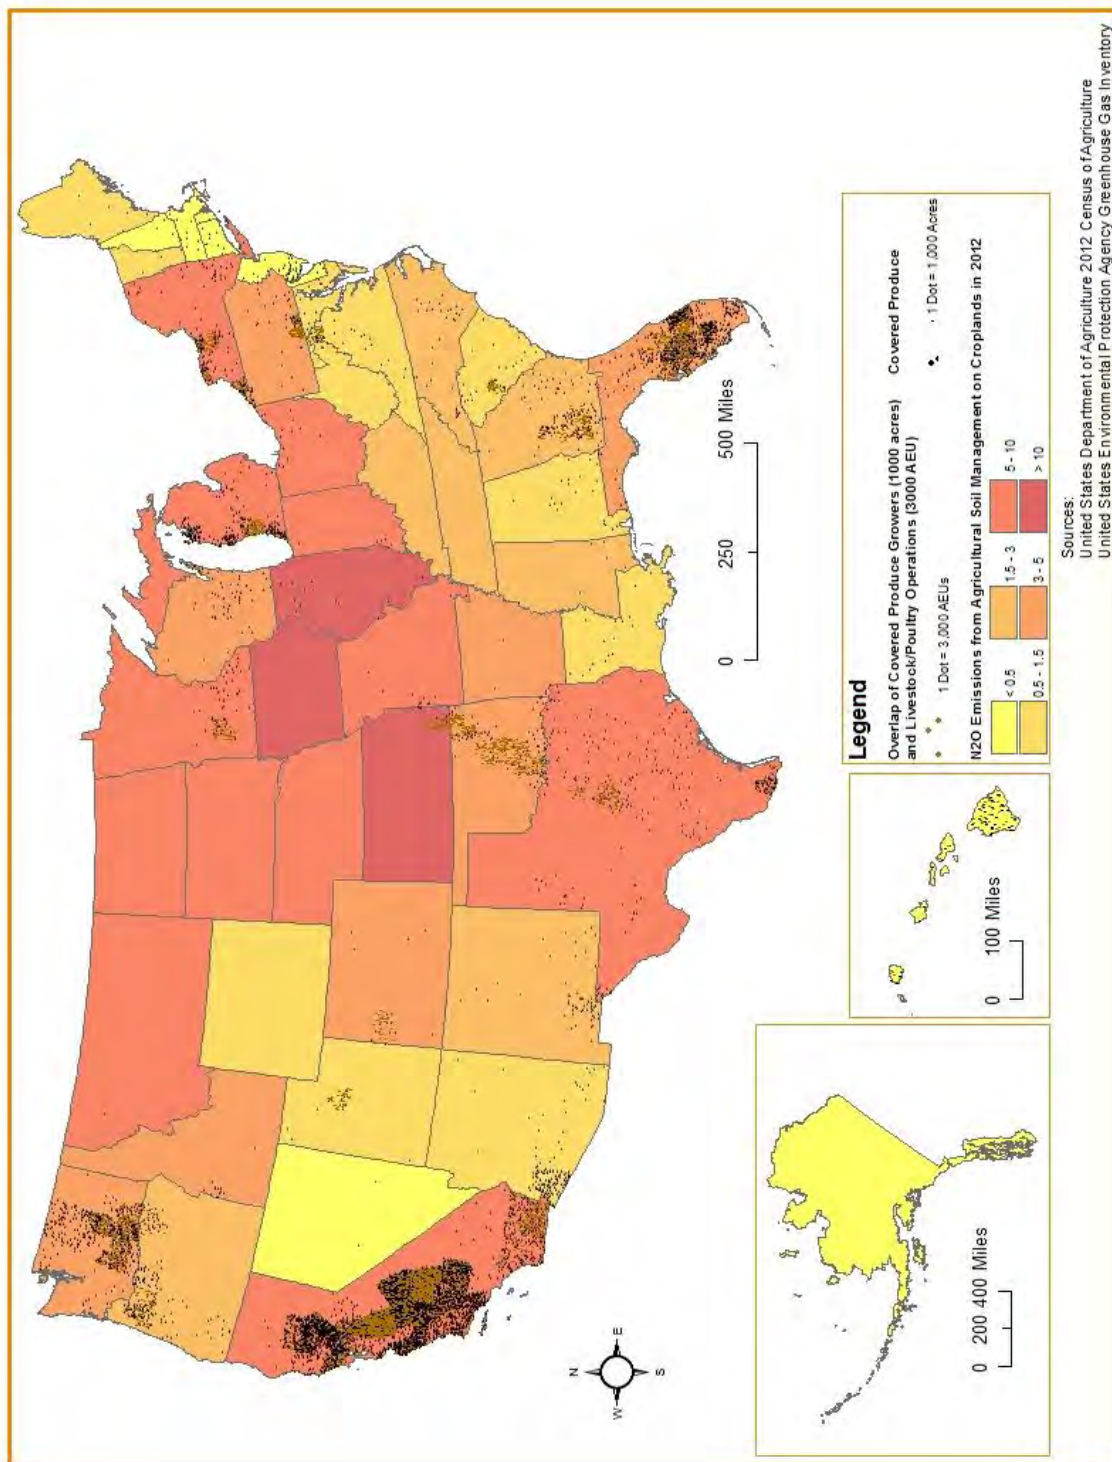 N
W
E
S
0 250 500 Miles
0 200 400 Miles
0 100 Miles
Legend
Overlap of Covered Produce Growers (1000 acres)
and Livestock/Poultry Operations (3000 AEU)
1 Dot = 3,000 AEUs
Covered Produce
1 Dot = 1,000 Acres
N2O Emissions from Agricultural Soil Management on Croplands in 2012
< 0.5
0.5 - 1.5
1.5 - 3
3 - 5
5 - 10
> 10
Sources:
United States Department of Agriculture 2012 Census of Agriculture
United States Environmental Protection Agency Greenhouse Gas Inventory